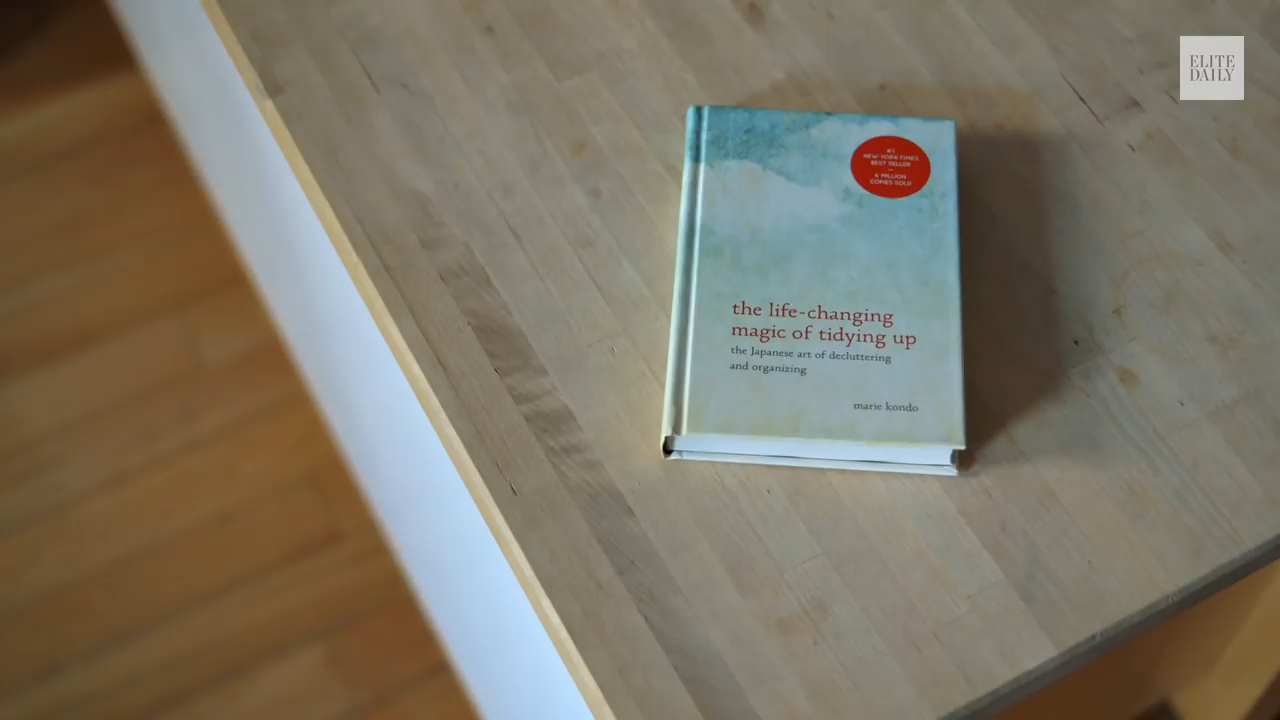 ELITE
DAILY
#1
NEW YORK TIMES
BEST SELLER
6 MILLION
COPIES SOLD
the life-changing
magic of tidying up
the Japanese art of decluttering
and organizing
marie kondo